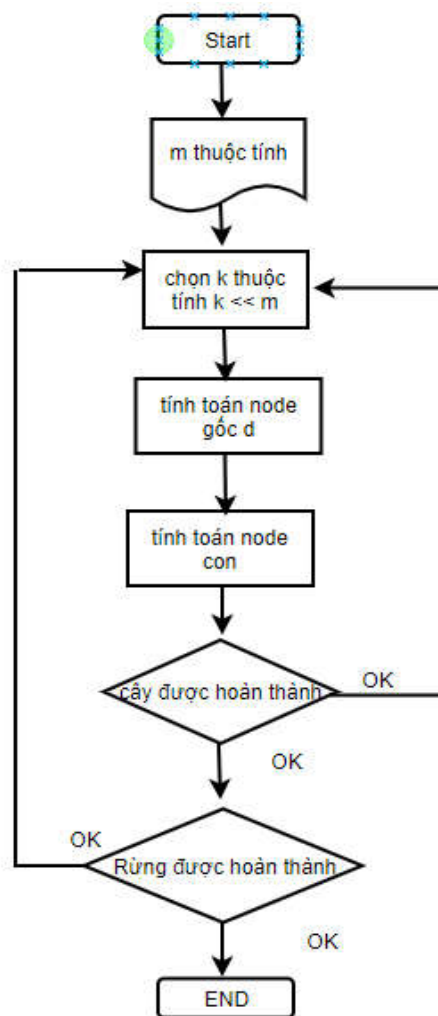 Start
m thuộc tính
chọn k thuộc
tính k << m
tính toán node
gốc d
tính toán node
con
cây được hoàn thành
OK
OK
OK
Rừng được hoàn thành
OK
END